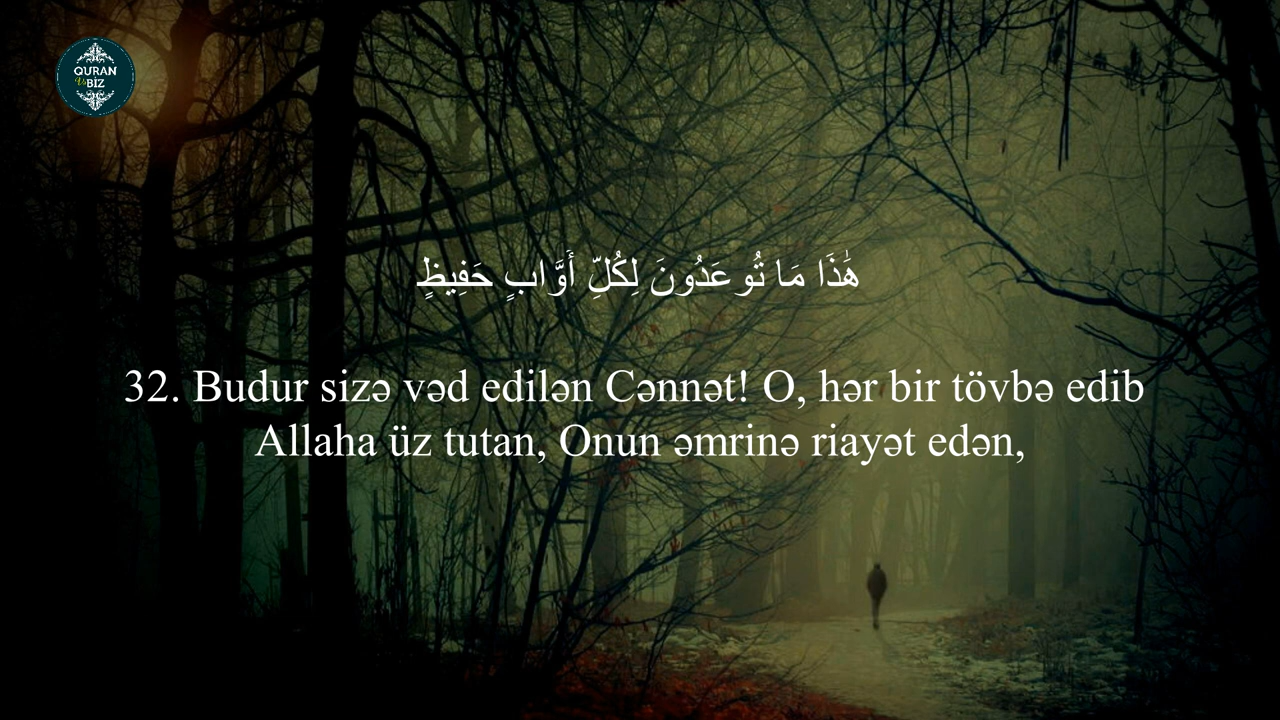 QURAN
Və
BİZ
هَٰذَا مَا تُوعَدُونَ لِكُلِّ أَوَّابٍ حَفِيظٍ
32. Budur sizə vəd edilən Cənnət! O, hər bir tövbə edib
Allaha üz tutan, Onun əmrinə riayət edən,